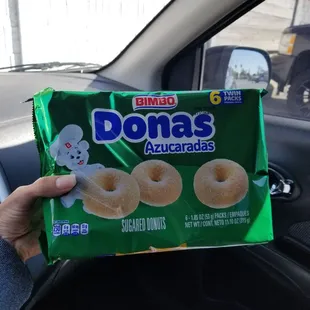 BIMBO
6 TWIN PACKS
Donas
Azucaradas
SUGARED DONUTS